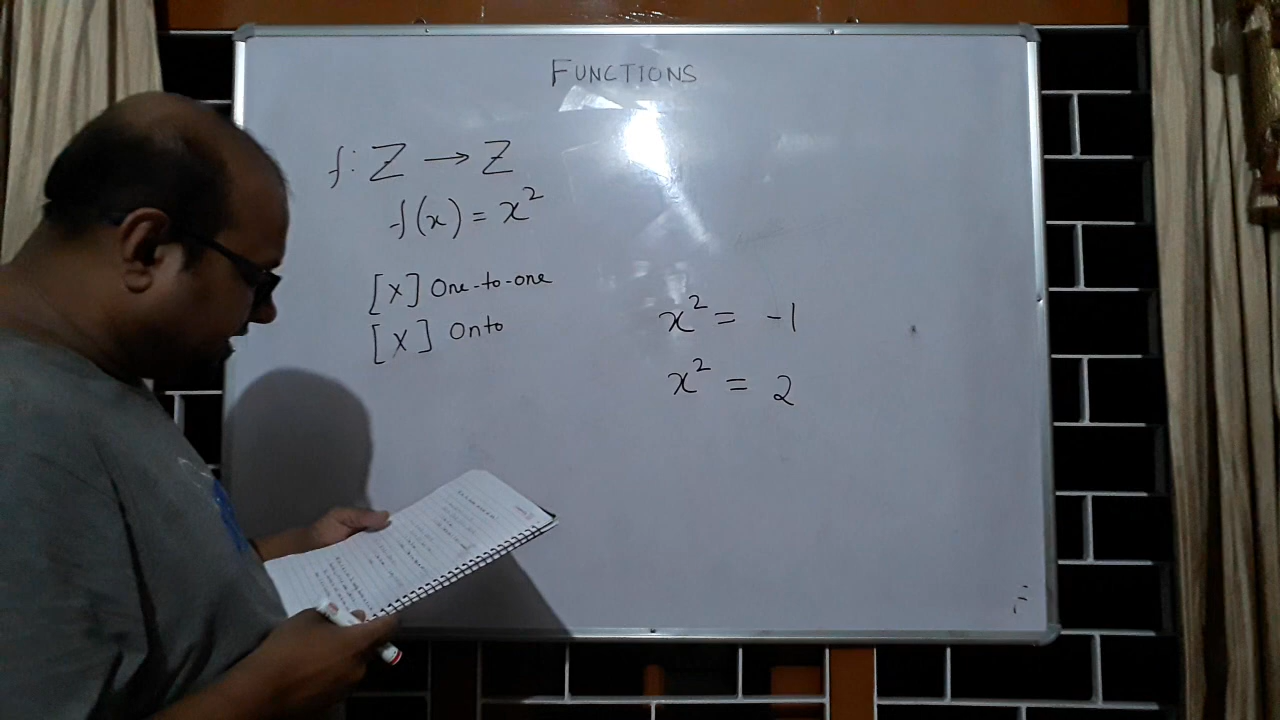 FUNCTIONS
f: Z → Z
f(x) = x²
[X] One-to-one
[X] Onto
x² = -1
x² = 2